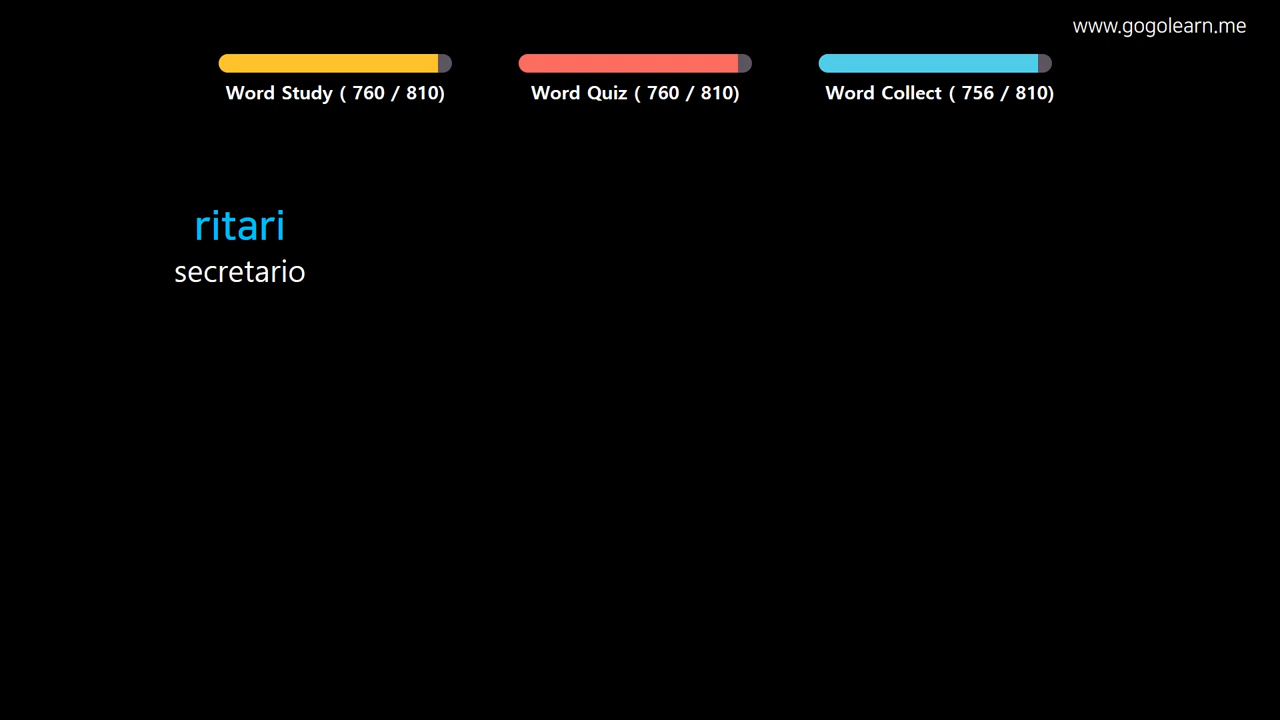 www.gogolearn.me
Word Study ( 760 / 810)
Word Quiz ( 760 / 810)
Word Collect ( 756 / 810)
ritari
secretario